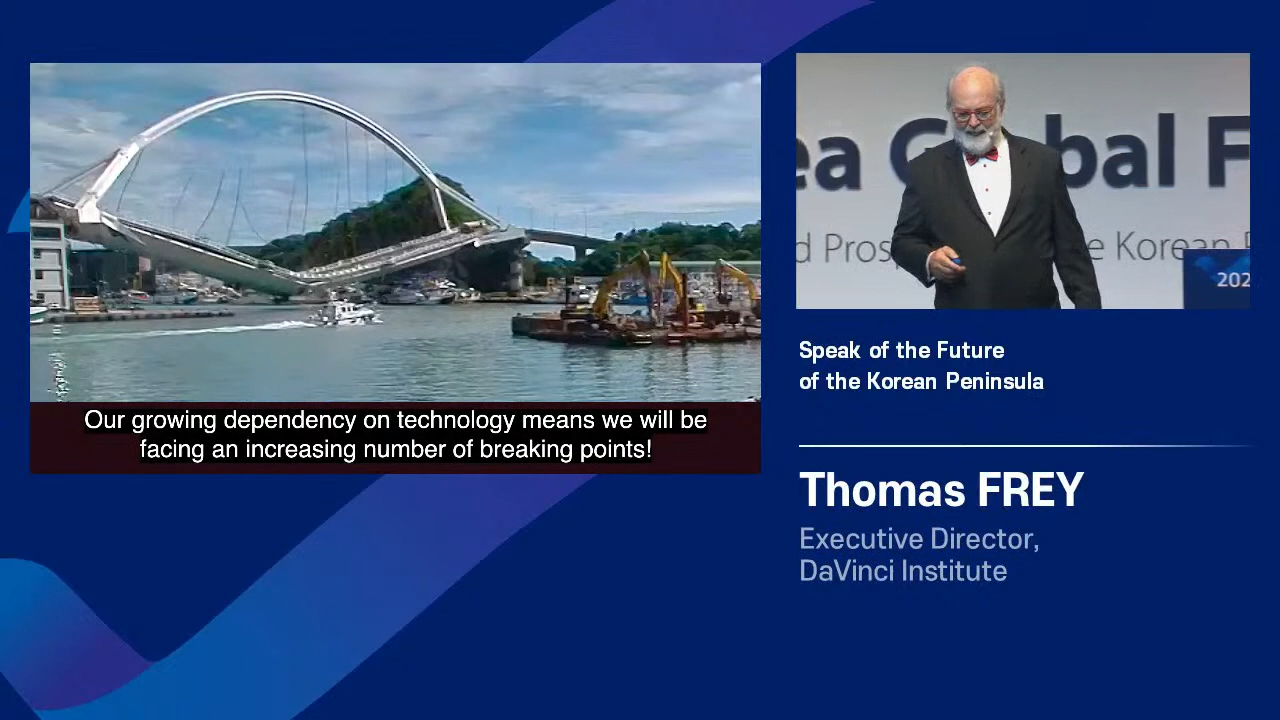 Our growing dependency on technology means we will be
facing an increasing number of breaking points!
ea Global F
d Pros e Korean
202
Speak of the Future
of the Korean Peninsula
Thomas FREY
Executive Director,
DaVinci Institute